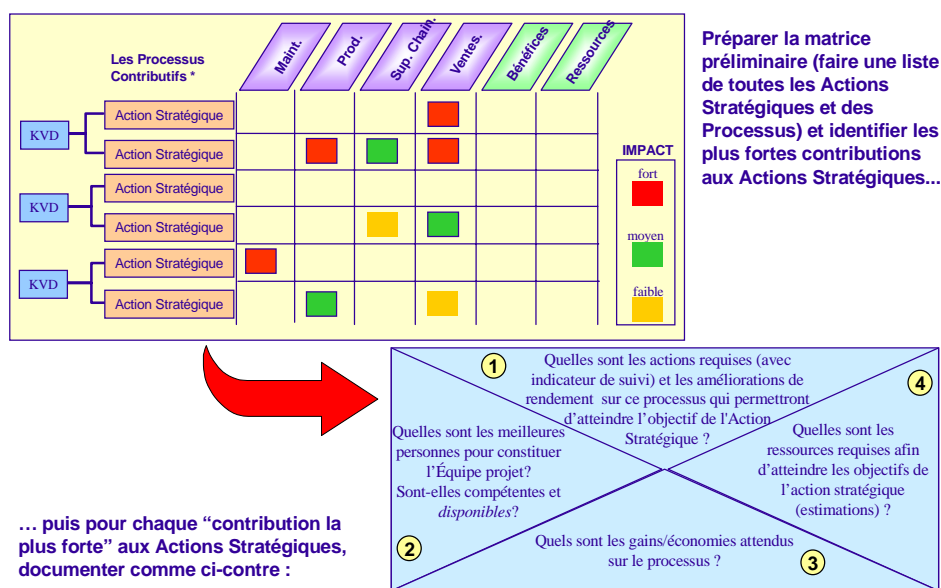 Les Processus
Contributifs *
Maint.
Prod.
Sup. Chain.
Ventes.
Bénéfices
Ressources
KVD
Action Stratégique
Action Stratégique
KVD
Action Stratégique
Action Stratégique
KVD
Action Stratégique
Action Stratégique
IMPACT
fort
moyen
faible
Préparer la matrice
préliminaire (faire une liste
de toutes les Actions
Stratégiques et des
Processus) et identifier les
plus fortes contributions
aux Actions Stratégiques...
1
Quelles sont les actions requises (avec
indicateur de suivi) et les améliorations de
rendement sur ce processus qui permettront
d’atteindre l’objectif de l'Action
Stratégique ?
4
Quelles sont les meilleures
personnes pour constituer
l’Équipe projet?
Sont-elles compétentes et
disponibles?
2
Quelles sont les
ressources requises afin
d’atteindre les objectifs de
l’action stratégique
(estimations) ?
Quels sont les gains/économies attendus
sur le processus ?
3
… puis pour chaque “contribution la
plus forte” aux Actions Stratégiques,
documenter comme ci-contre :